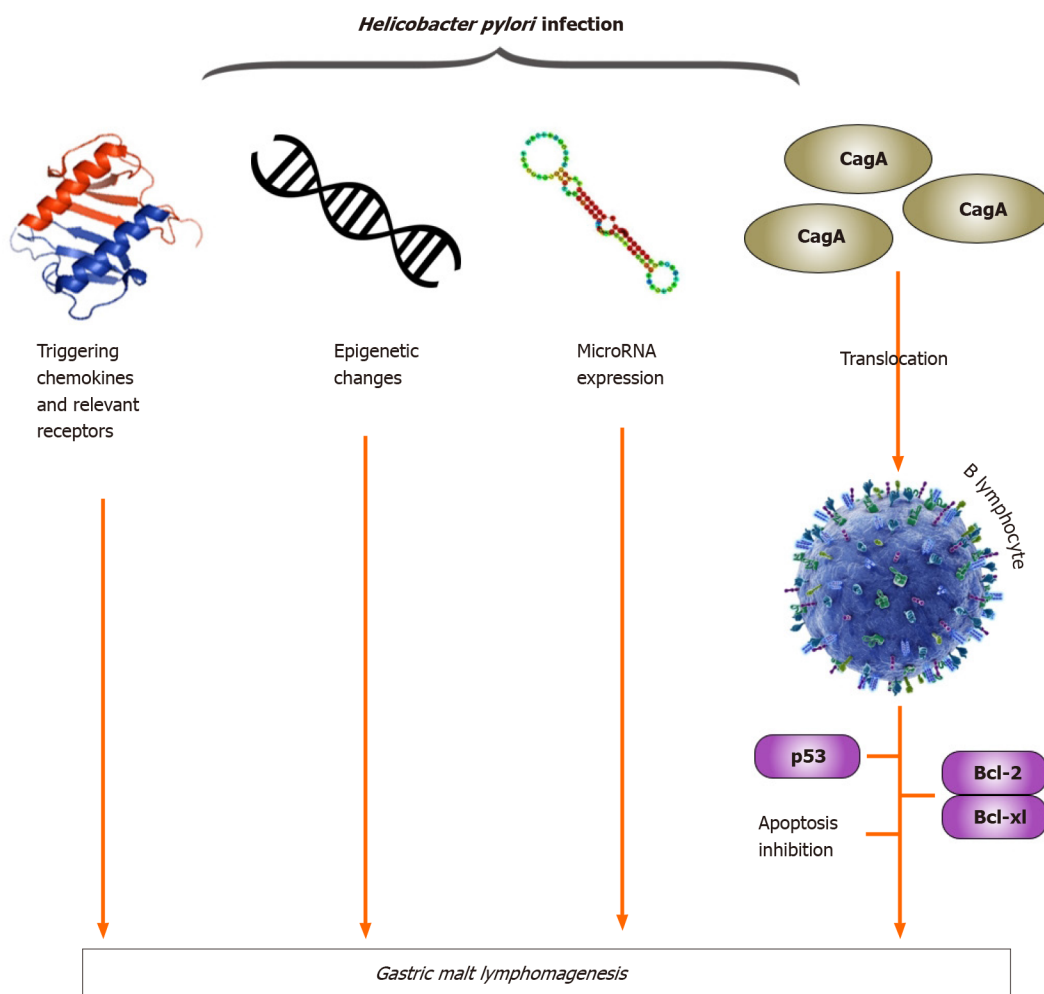 Helicobacter pylori infection
CagA
CagA
CagA
Triggering
chemokines
and relevant
receptors
Epigenetic
changes
MicroRNA
expression
Translocation
B lymphocyte
p53
Bcl-2
Bcl-xl
Apoptosis
inhibition
Gastric malt lymphomagenesis